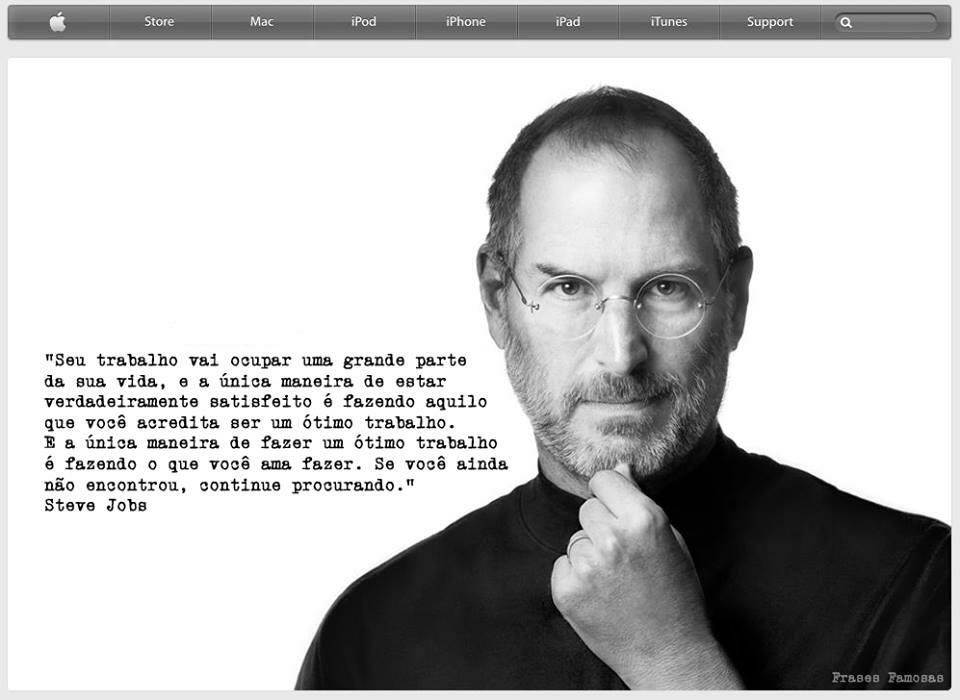 Store Mac iPod iPhone iPad iTunes Support
"Seu trabalho vai ocupar uma grande parte
da sua vida, e a única maneira de estar
verdadeiramente satisfeito é fazendo aquilo
que você acredita ser um ótimo trabalho.
E a única maneira de fazer um ótimo trabalho
é fazendo o que você ama fazer. Se você ainda
não encontrou, continue procurando."
Steve Jobs
Frases Famosas